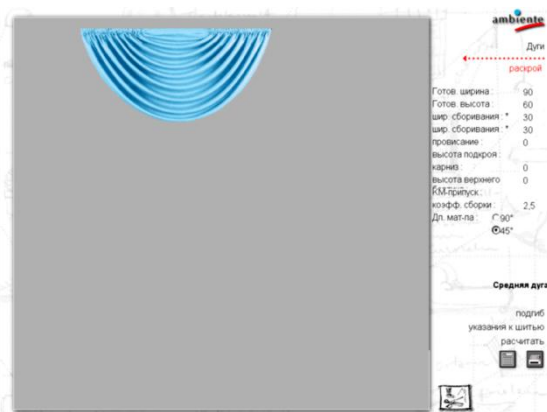 ambiente
Дуги
раскрой
Готов. ширина : 90
Готов. высота : 60
шир. сборивания : * 30
шир. сборивания : * 30
провисание : 0
высота подкроя :
карниз : 0
высота верхнего 0
КМ-припуск :
коэфф. сборки : 2,5
Дл. мат-ла : 90°
45°
Средняя дуга
подгиб
указания к шитью
расчитать